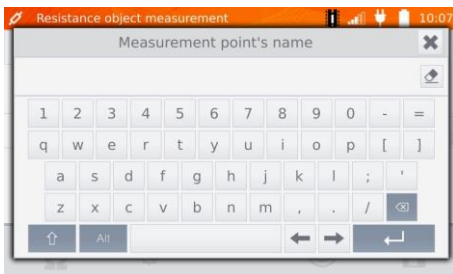 Resistance object measurement 10:07
Measurement point's name
1 2 3 4 5 6 7 8 9 0 - =
q w e r t y u i o p [ ]
a s d f g h j k l ; '
z x c v b n m , . /
Alt